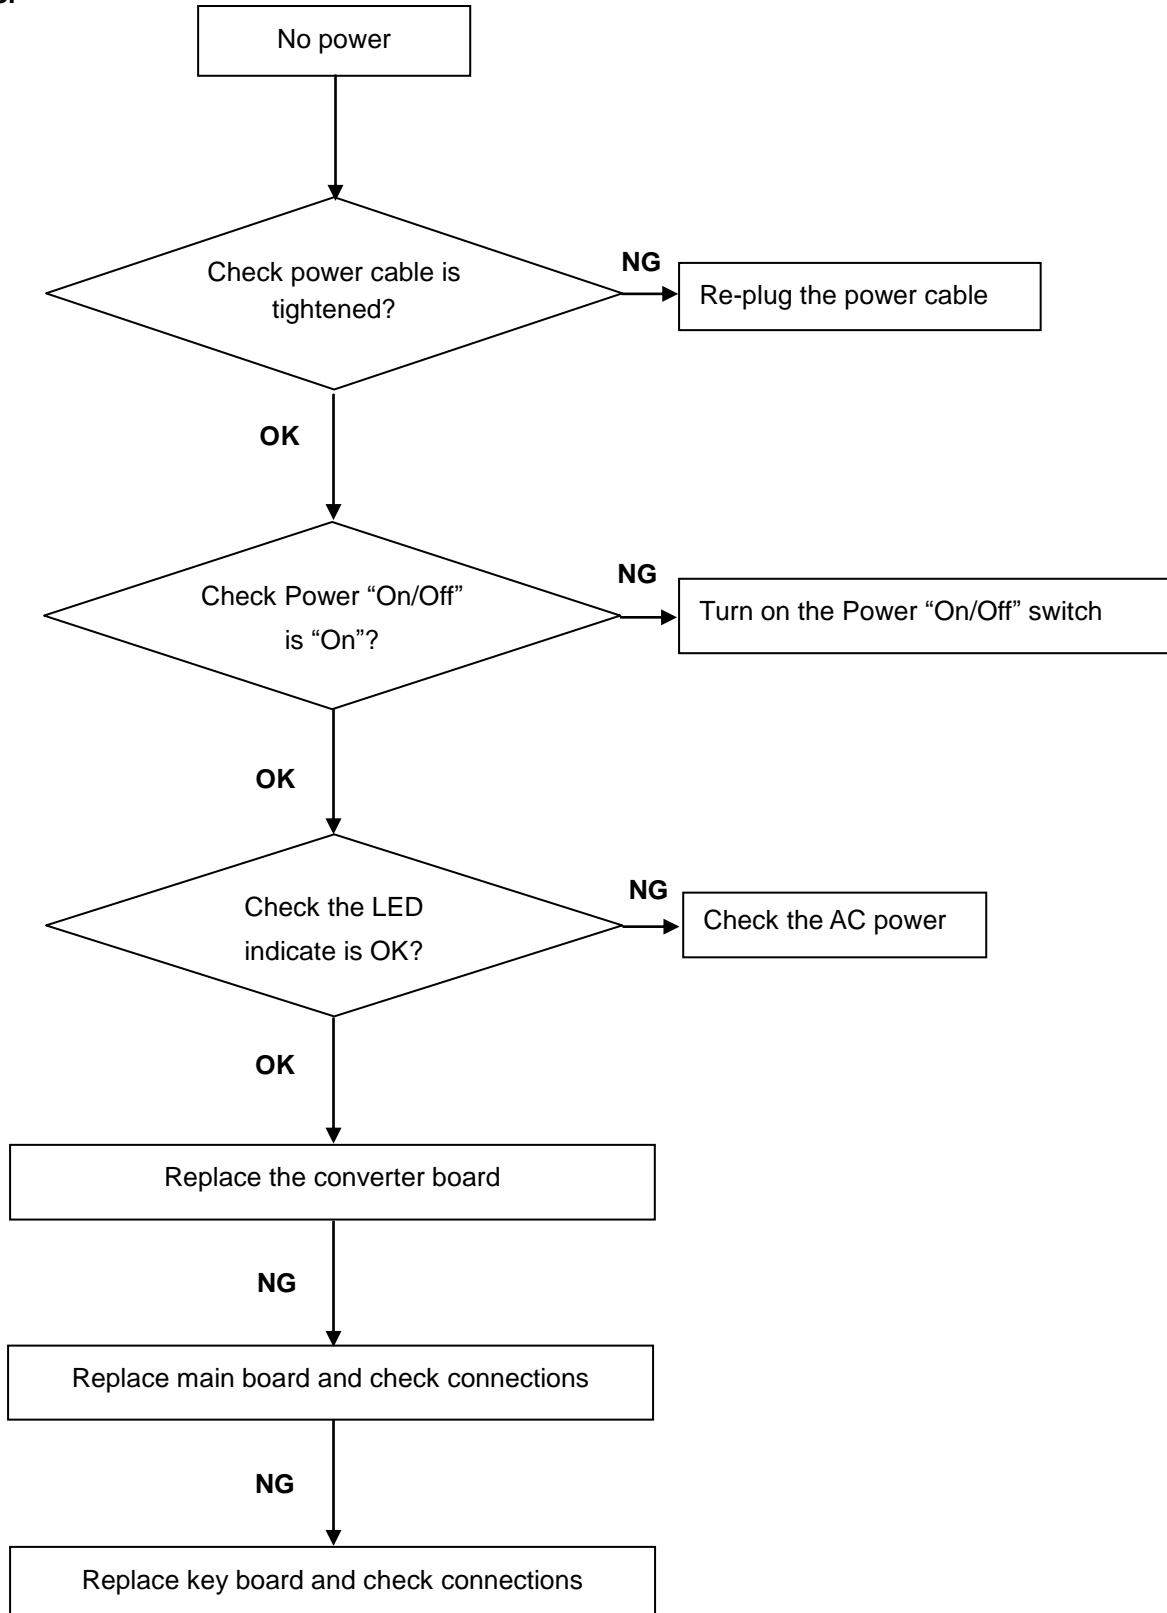 No power
Check power cable is
tightened?
NG
Re-plug the power cable
OK
Check Power “On/Off”
is “On”?
NG
Turn on the Power “On/Off” switch
OK
Check the LED
indicate is OK?
NG
Check the AC power
OK
Replace the converter board
NG
Replace main board and check connections
NG
Replace key board and check connections